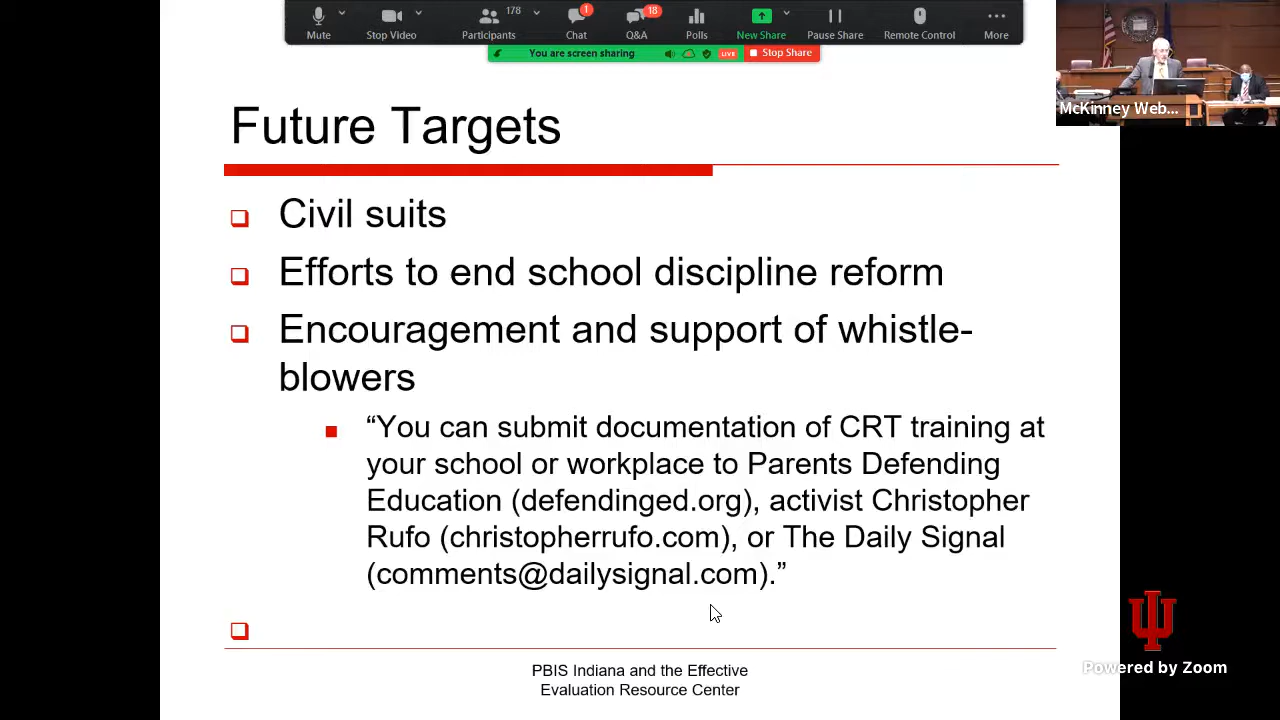 178
1
18
Mute
Stop Video
Participants
Chat
Q&A
Polls
New Share
Pause Share
Remote Control
More
You are screen sharing
LIVE
Stop Share
McKinney Web...
Future Targets
Civil suits
Efforts to end school discipline reform
Encouragement and support of whistle-
blowers
“You can submit documentation of CRT training at
your school or workplace to Parents Defending
Education (defendinged.org), activist Christopher
Rufo (christopherrufo.com), or The Daily Signal
(comments@dailysignal.com).”
PBIS Indiana and the Effective
Evaluation Resource Center
Powered by Zoom